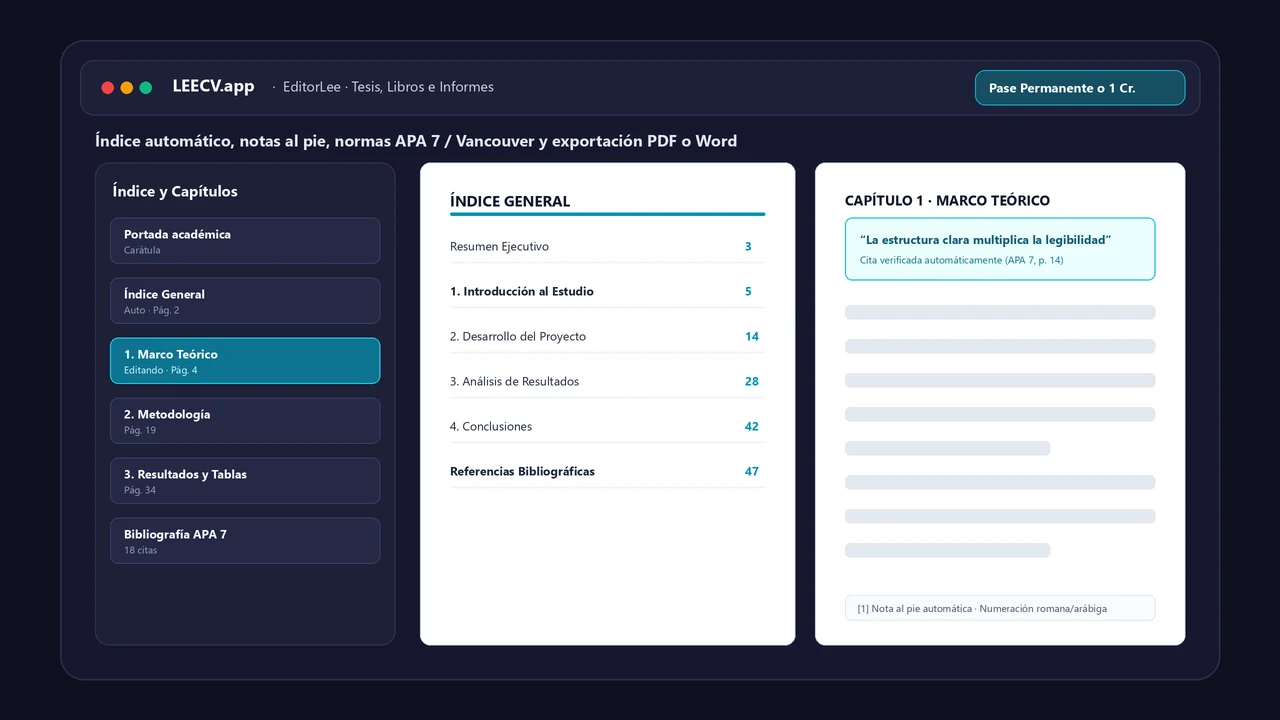 LEECV.app · EditorLee · Tesis, Libros e Informes
Pase Permanente o 1 Cr.
Índice automático, notas al pie, normas APA 7 / Vancouver y exportación PDF o Word
Índice y Capítulos
Portada académica
Carátula
Índice General
Auto · Pág. 2
1. Marco Teórico
Editando · Pág. 4
2. Metodología
Pág. 19
3. Resultados y Tablas
Pág. 34
Bibliografía APA 7
18 citas
ÍNDICE GENERAL
Resumen Ejecutivo 3
1. Introducción al Estudio 5
2. Desarrollo del Proyecto 14
3. Análisis de Resultados 28
4. Conclusiones 42
Referencias Bibliográficas 47
CAPÍTULO 1 · MARCO TEÓRICO
“La estructura clara multiplica la legibilidad”
Cita verificada automáticamente (APA 7, p. 14)
[1] Nota al pie automática · Numeración romana/arábiga